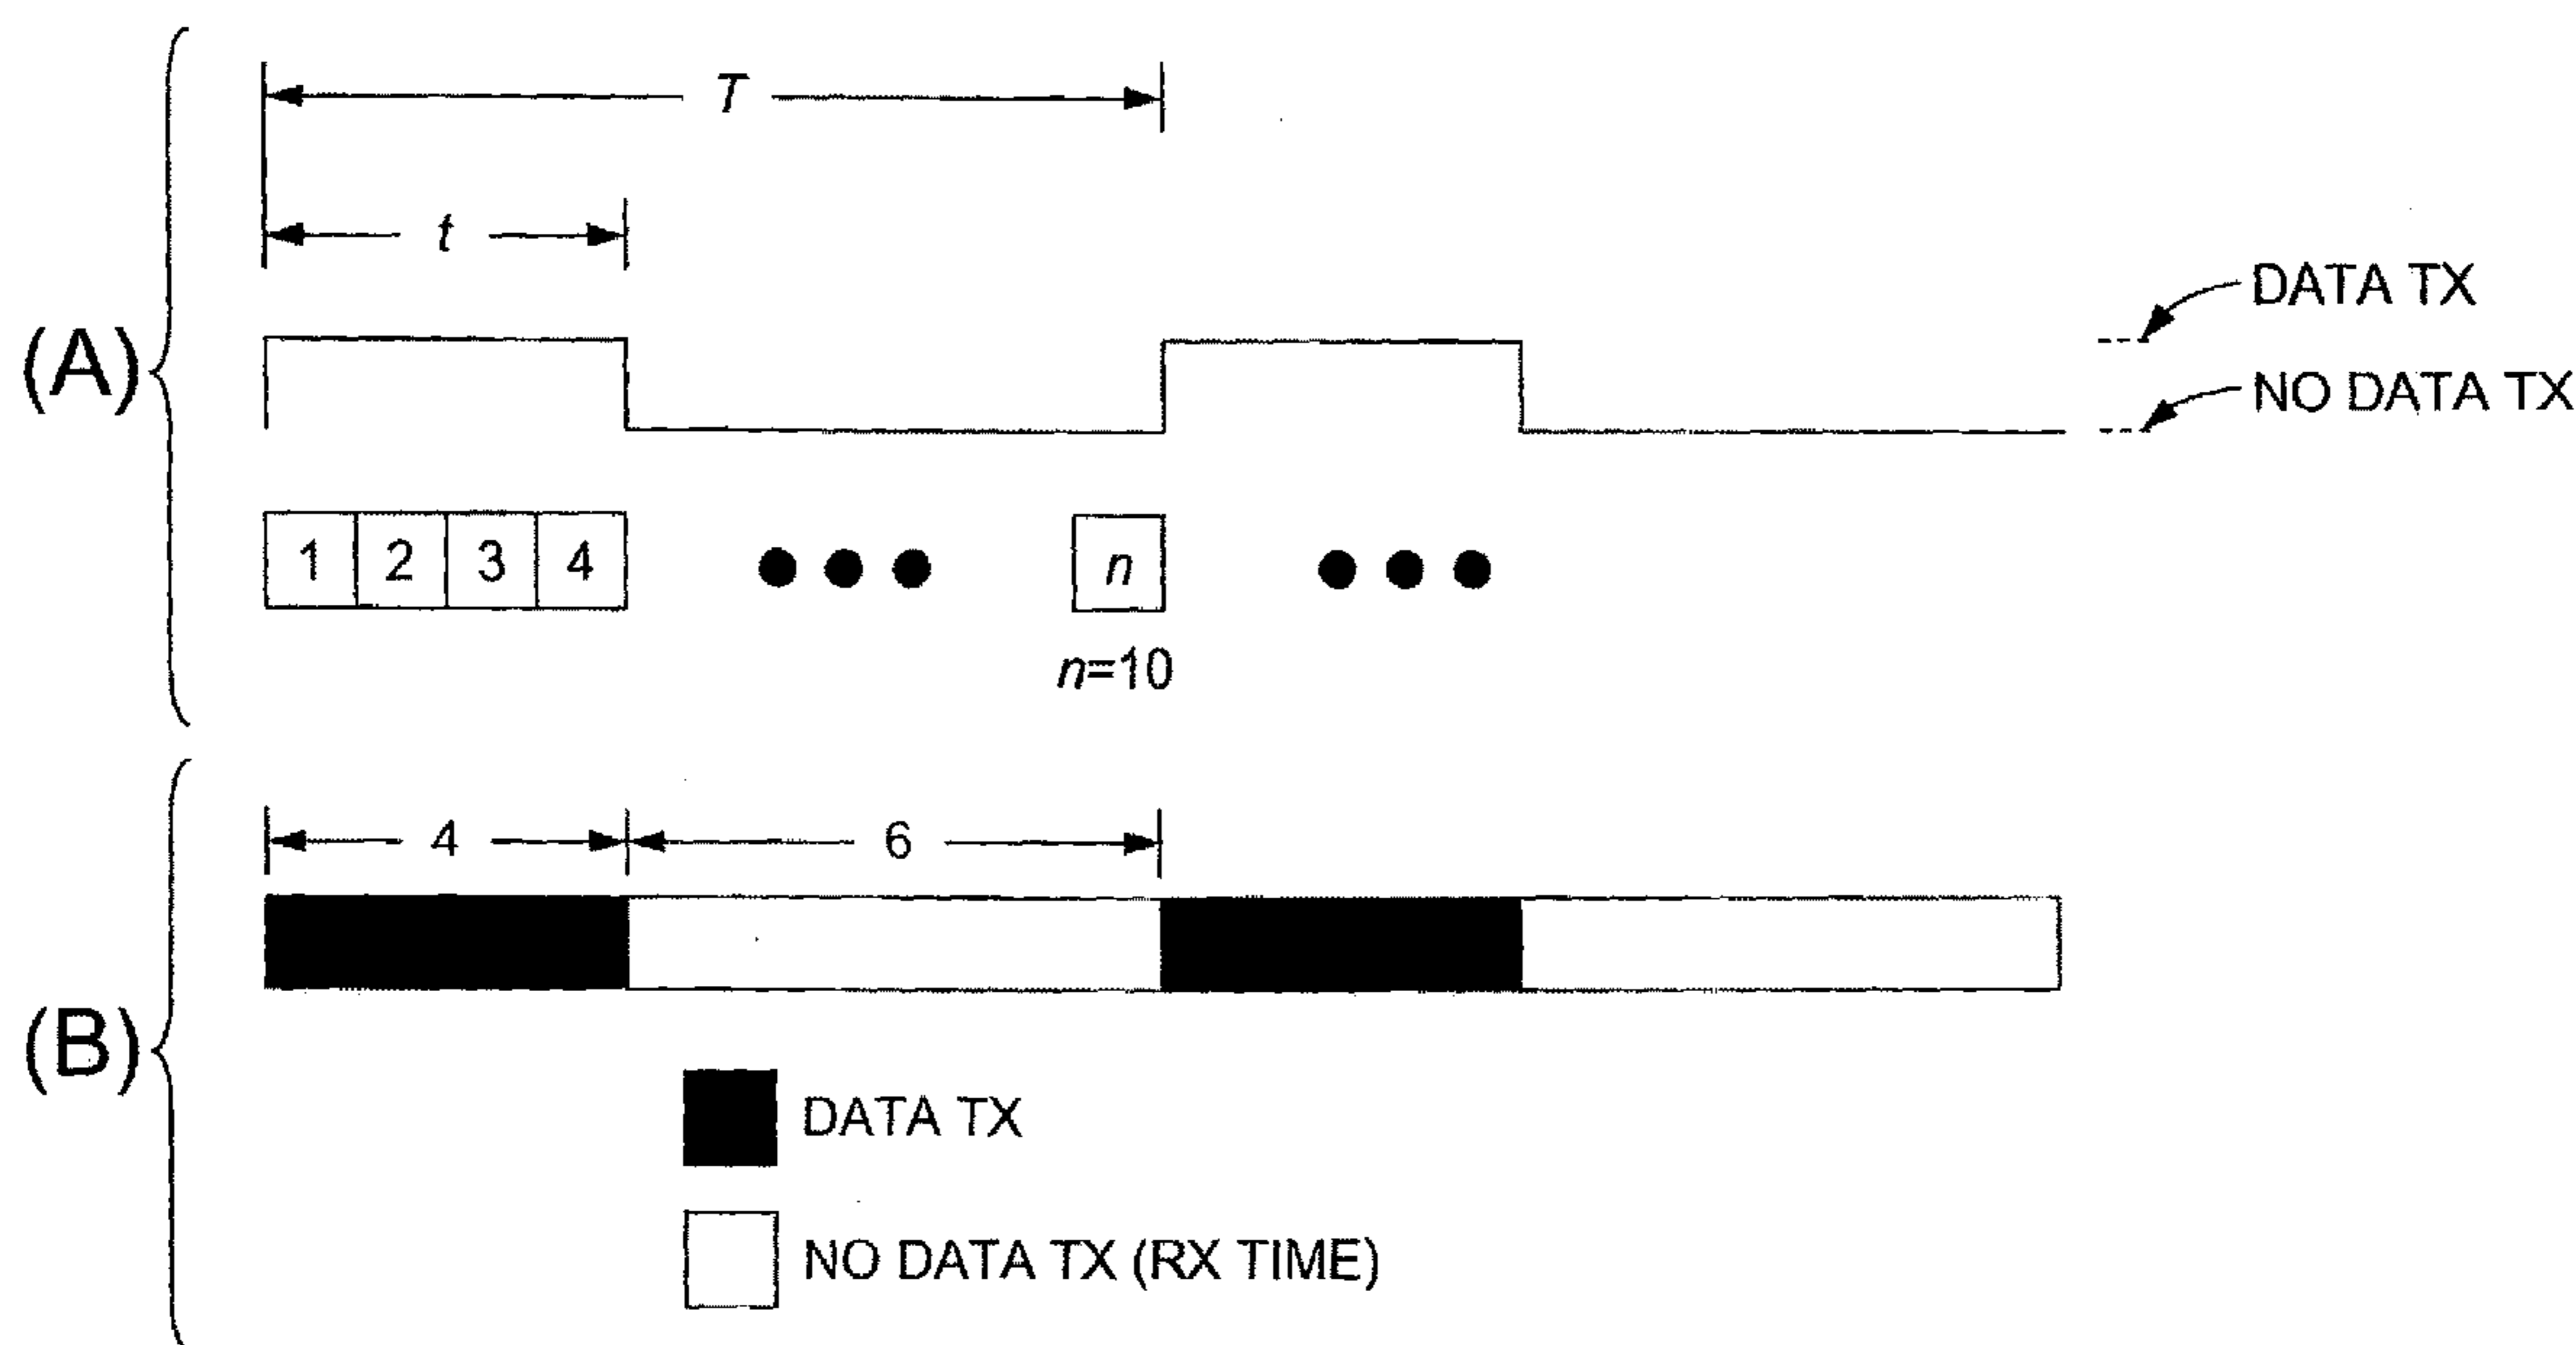 (A)
T
t
DATA TX
NO DATA TX
1 2 3 4
n
n=10
(B)
4
6
DATA TX
NO DATA TX (RX TIME)